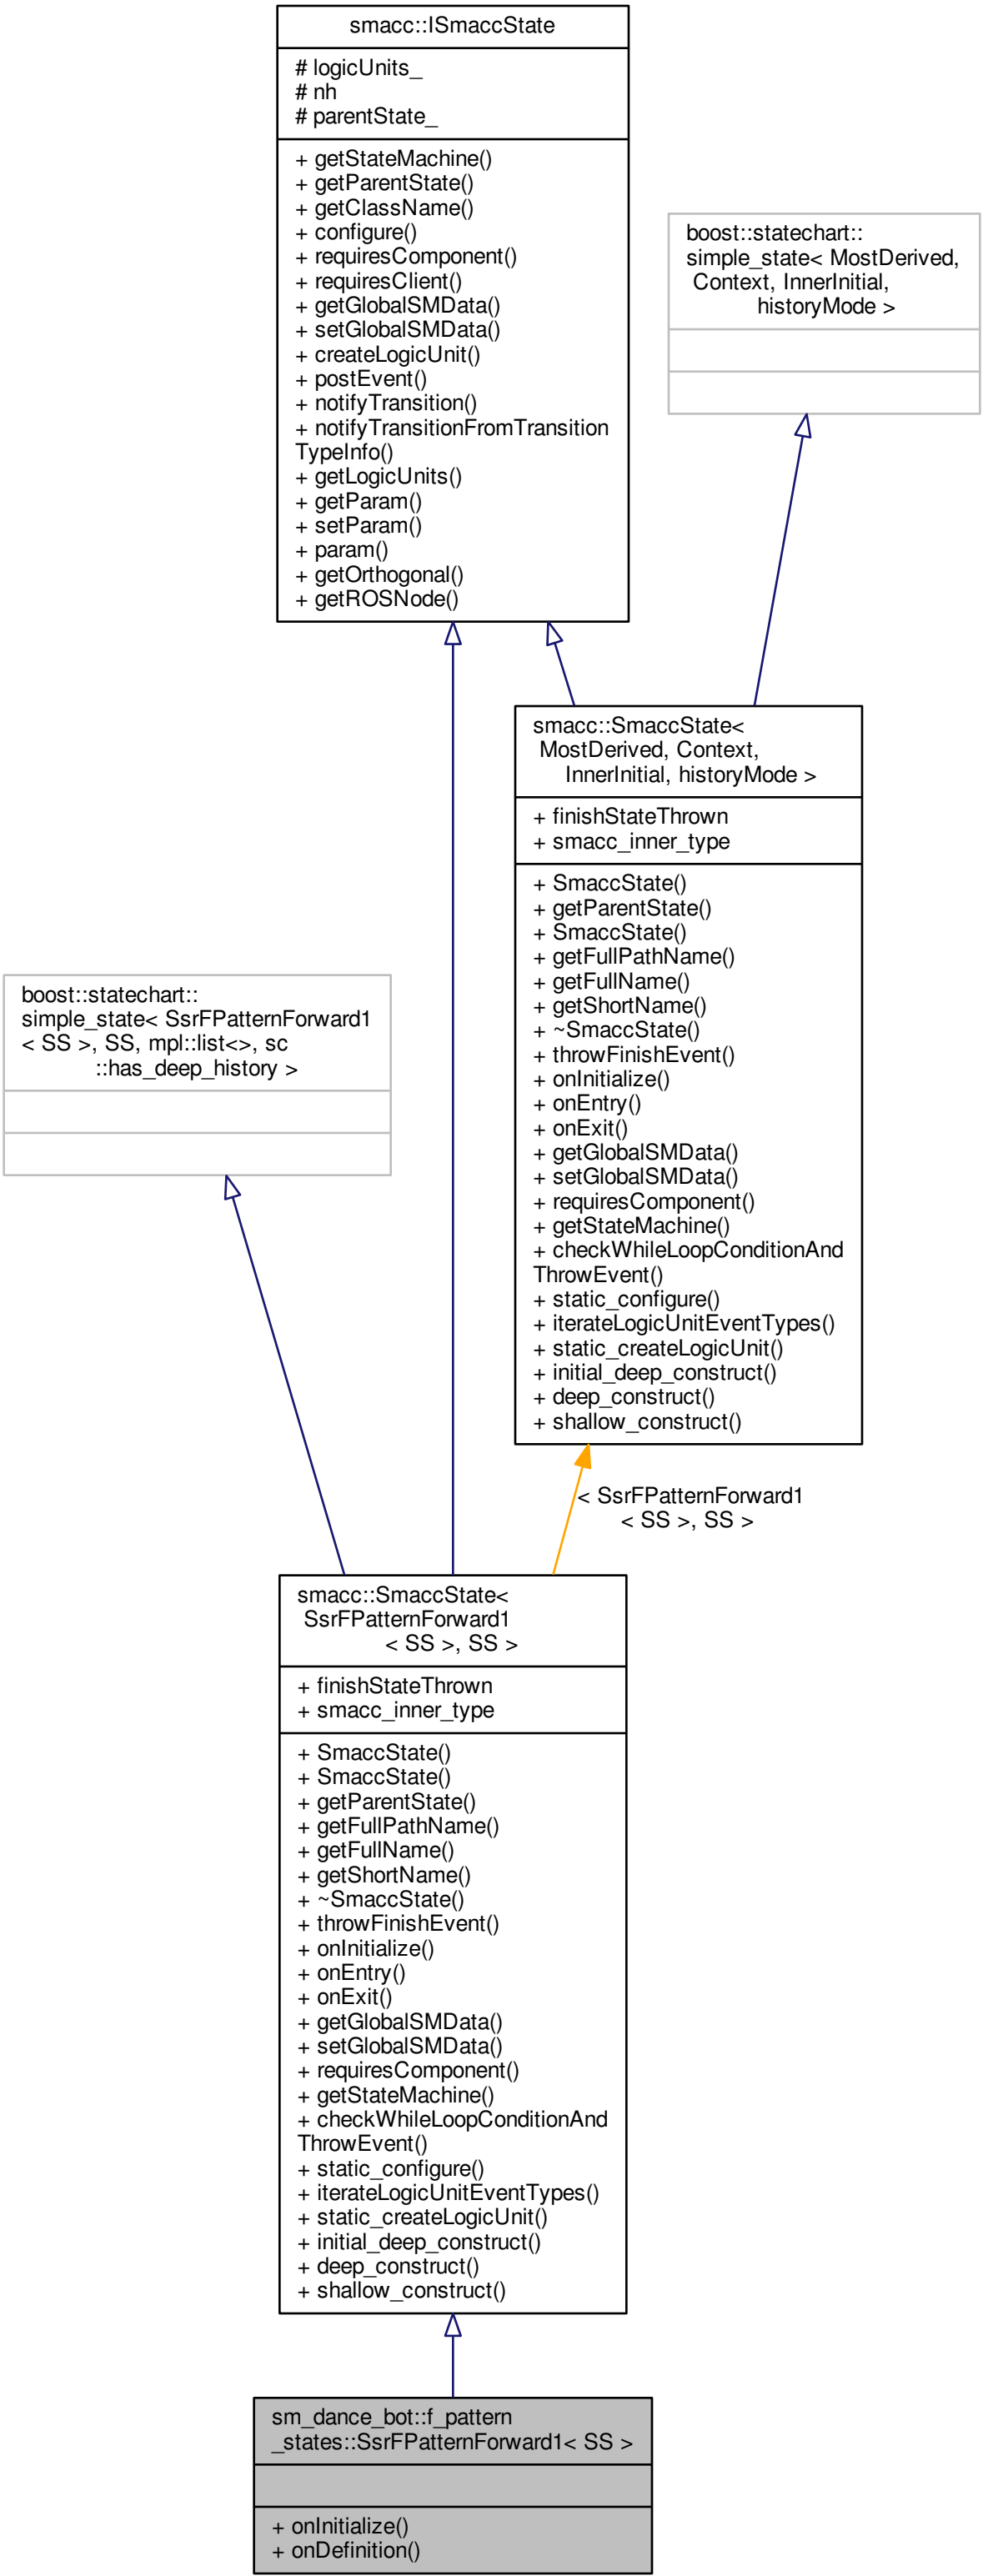 smacc::ISmaccState
# logicUnits_
# nh
# parentState_
+ getStateMachine()
+ getParentState()
+ getClassName()
+ configure()
+ requiresComponent()
+ requiresClient()
+ getGlobalSMData()
+ setGlobalSMData()
+ createLogicUnit()
+ postEvent()
+ notifyTransition()
+ notifyTransitionFromTransition
TypeInfo()
+ getLogicUnits()
+ getParam()
+ setParam()
+ param()
+ getOrthogonal()
+ getROSNode()
boost::statechart::
simple_state< MostDerived,
Context, InnerInitial,
historyMode >
smacc::SmaccState<
MostDerived, Context,
InnerInitial, historyMode >
+ finishStateThrown
+ smacc_inner_type
+ SmaccState()
+ getParentState()
+ SmaccState()
+ getFullPathName()
+ getFullName()
+ getShortName()
+ ~SmaccState()
+ throwFinishEvent()
+ onInitialize()
+ onEntry()
+ onExit()
+ getGlobalSMData()
+ setGlobalSMData()
+ requiresComponent()
+ getStateMachine()
+ checkWhileLoopConditionAnd
ThrowEvent()
+ static_configure()
+ iterateLogicUnitEventTypes()
+ static_createLogicUnit()
+ initial_deep_construct()
+ deep_construct()
+ shallow_construct()
boost::statechart::
simple_state< SsrFPatternForward1
< SS >, SS, mpl::list<>, sc
::has_deep_history >
< SsrFPatternForward1
< SS >, SS >
smacc::SmaccState<
SsrFPatternForward1
< SS >, SS >
+ finishStateThrown
+ smacc_inner_type
+ SmaccState()
+ SmaccState()
+ getParentState()
+ getFullPathName()
+ getFullName()
+ getShortName()
+ ~SmaccState()
+ throwFinishEvent()
+ onInitialize()
+ onEntry()
+ onExit()
+ getGlobalSMData()
+ setGlobalSMData()
+ requiresComponent()
+ getStateMachine()
+ checkWhileLoopConditionAnd
ThrowEvent()
+ static_configure()
+ iterateLogicUnitEventTypes()
+ static_createLogicUnit()
+ initial_deep_construct()
+ deep_construct()
+ shallow_construct()
sm_dance_bot::f_pattern
_states::SsrFPatternForward1< SS >
+ onInitialize()
+ onDefinition()